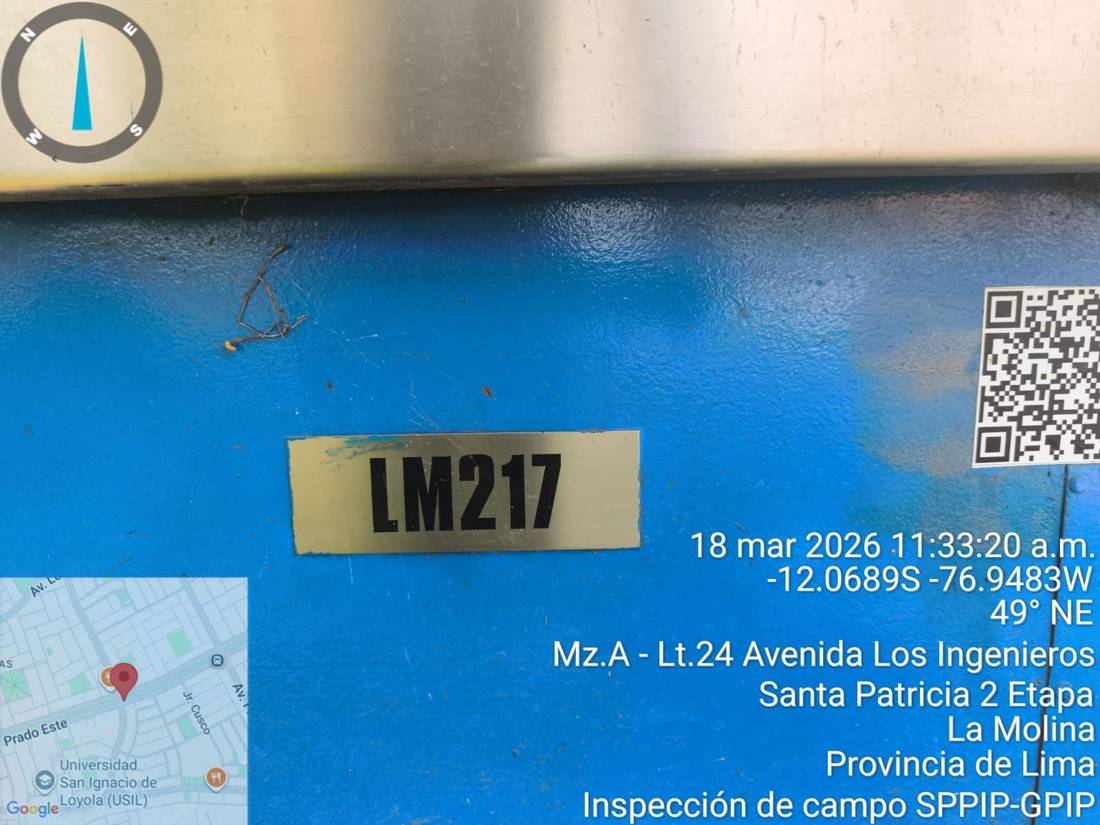 N
E
W
S
LM217
18 mar 2026 11:33:20 a.m.
-12.0689S -76.9483W
49° NE
Mz.A - Lt.24 Avenida Los Ingenieros
Santa Patricia 2 Etapa
La Molina
Provincia de Lima
Inspección de campo SPPIP-GPIP
AS
Prado Este
Jr. Cusco
Universidad
San Ignacio de
Loyola (USIL)
Google